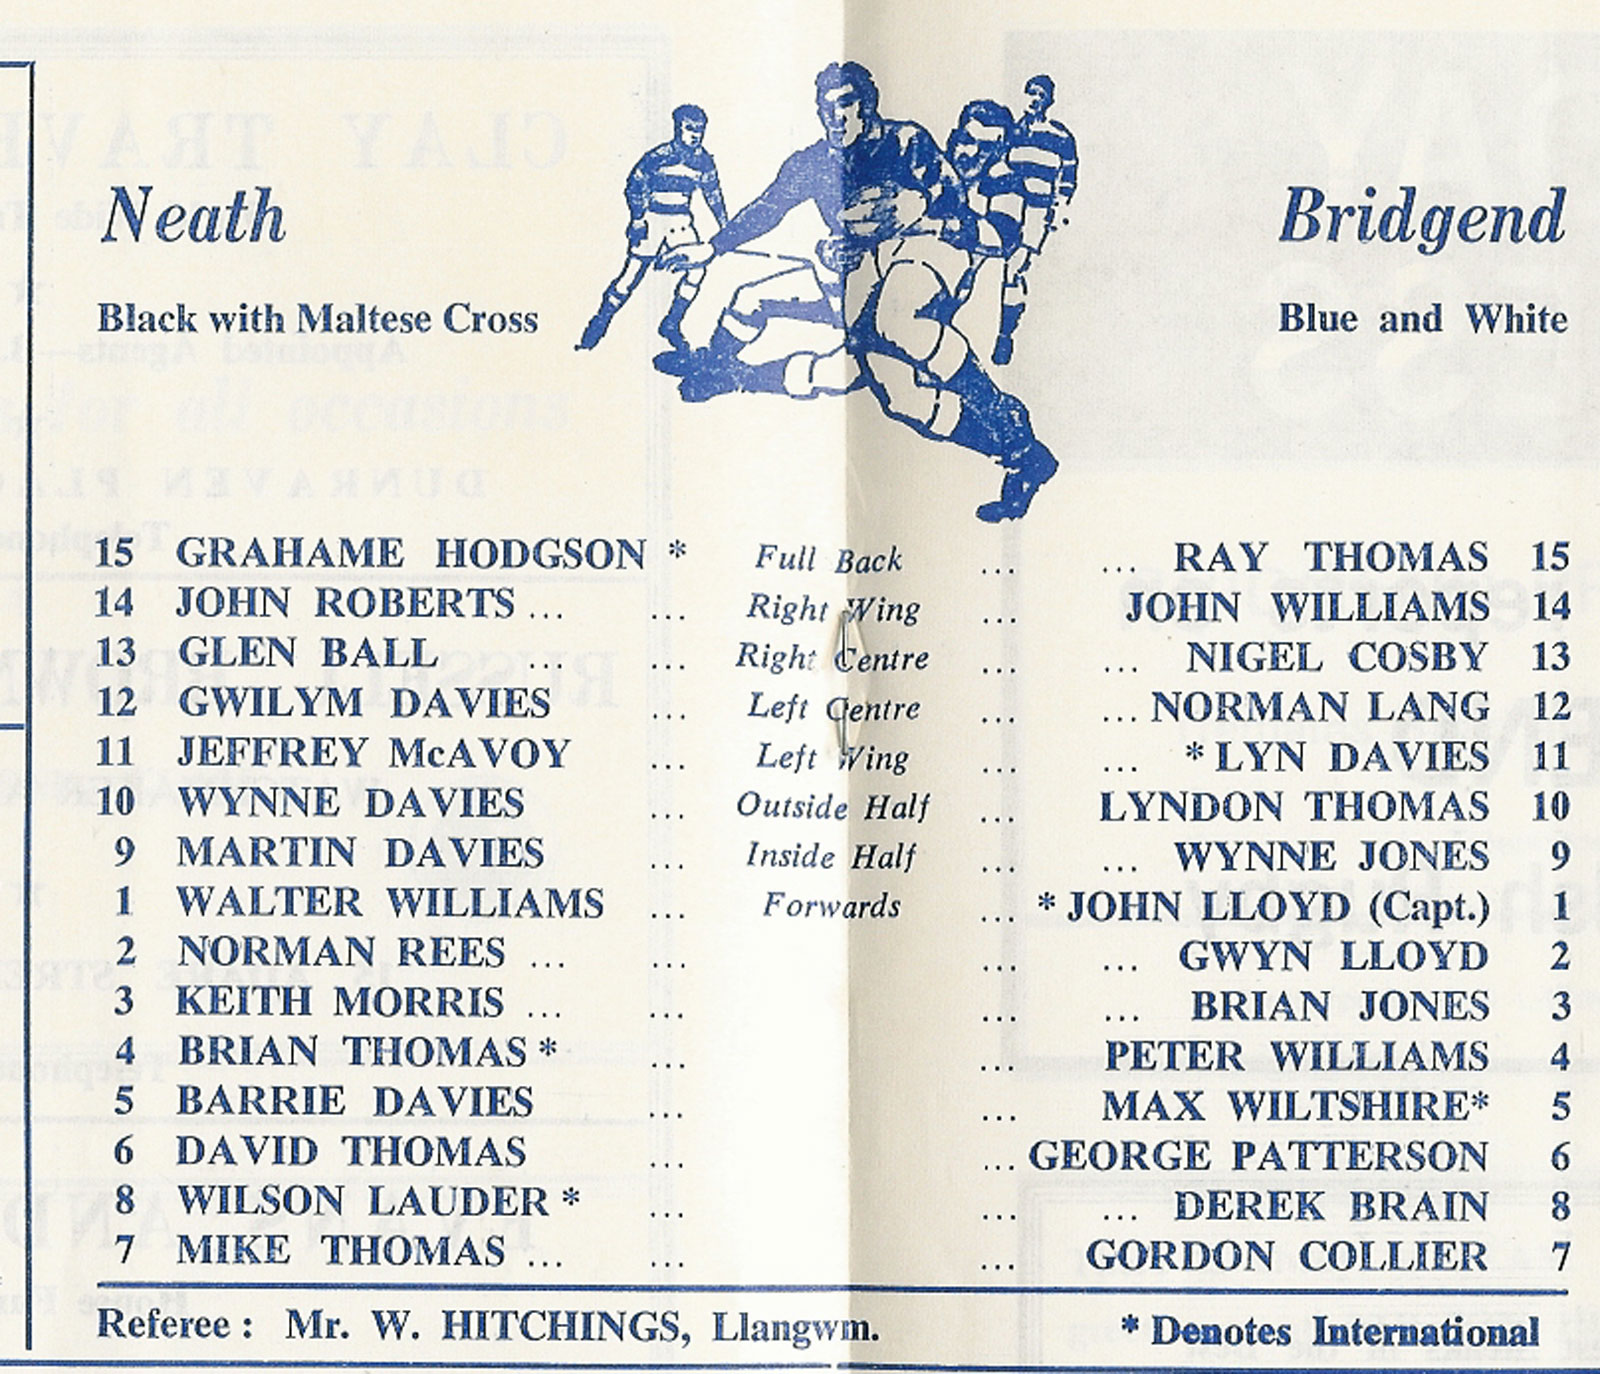 Neath Bridgend
Black with Maltese Cross Blue and White
15 GRAHAME HODGSON * Full Back ... ... RAY THOMAS 15
14 JOHN ROBERTS ... ... Right Wing ... JOHN WILLIAMS 14
13 GLEN BALL ... ... Right Centre ... ... NIGEL COSBY 13
12 GWILYM DAVIES ... Left Centre ... ... NORMAN LANG 12
11 JEFFREY McAVOY ... Left Wing ... ... * LYN DAVIES 11
10 WYNNE DAVIES ... Outside Half ... LYNDON THOMAS 10
9 MARTIN DAVIES ... Inside Half ... ... WYNNE JONES 9
1 WALTER WILLIAMS ... Forwards ... * JOHN LLOYD (Capt.) 1
2 NORMAN REES ... ... ... ... GWYN LLOYD 2
3 KEITH MORRIS ... ... ... ... BRIAN JONES 3
4 BRIAN THOMAS * ... ... PETER WILLIAMS 4
5 BARRIE DAVIES ... ... MAX WILTSHIRE* 5
6 DAVID THOMAS ... ... GEORGE PATTERSON 6
8 WILSON LAUDER * ... ... ... DEREK BRAIN 8
7 MIKE THOMAS ... ... ... GORDON COLLIER 7
Referee : Mr. W. HITCHINGS, Llangwm. * Denotes International